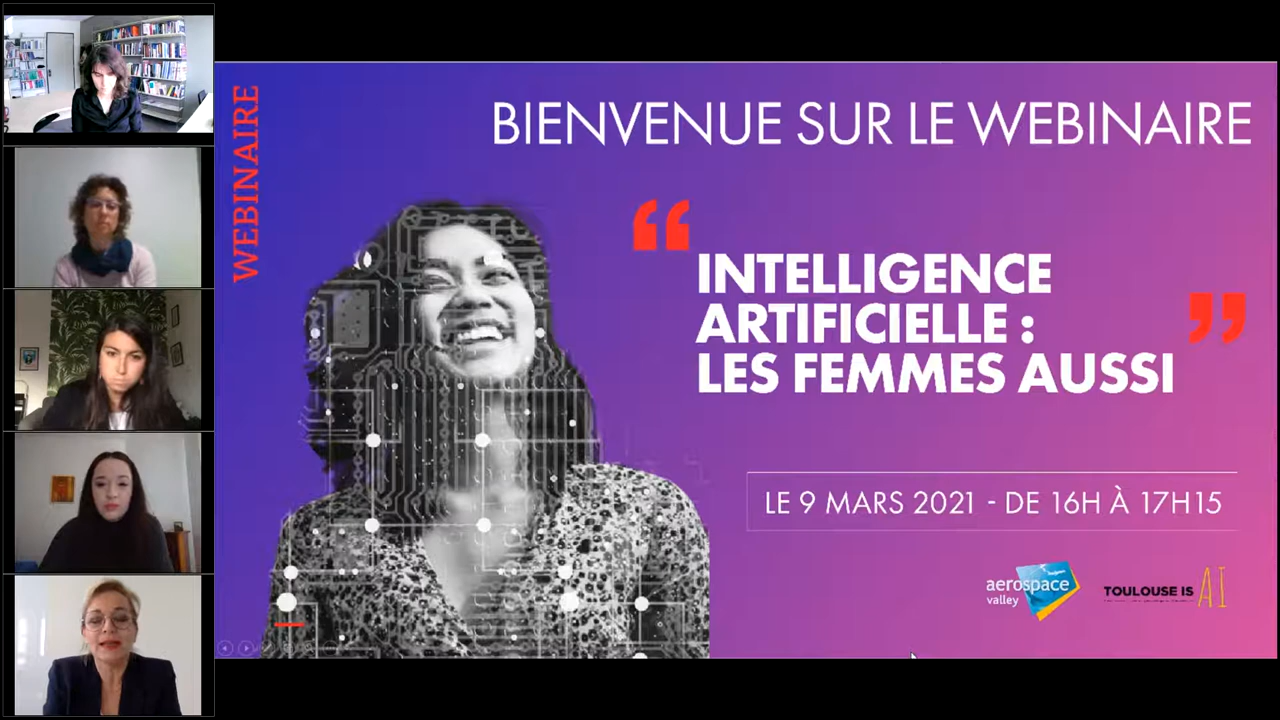 WEBINAIRE
BIENVENUE SUR LE WEBINAIRE
“
INTELLIGENCE
ARTIFICIELLE :
LES FEMMES AUSSI
”
LE 9 MARS 2021 - DE 16H À 17H15
aerospace
valley
TOULOUSE IS AI